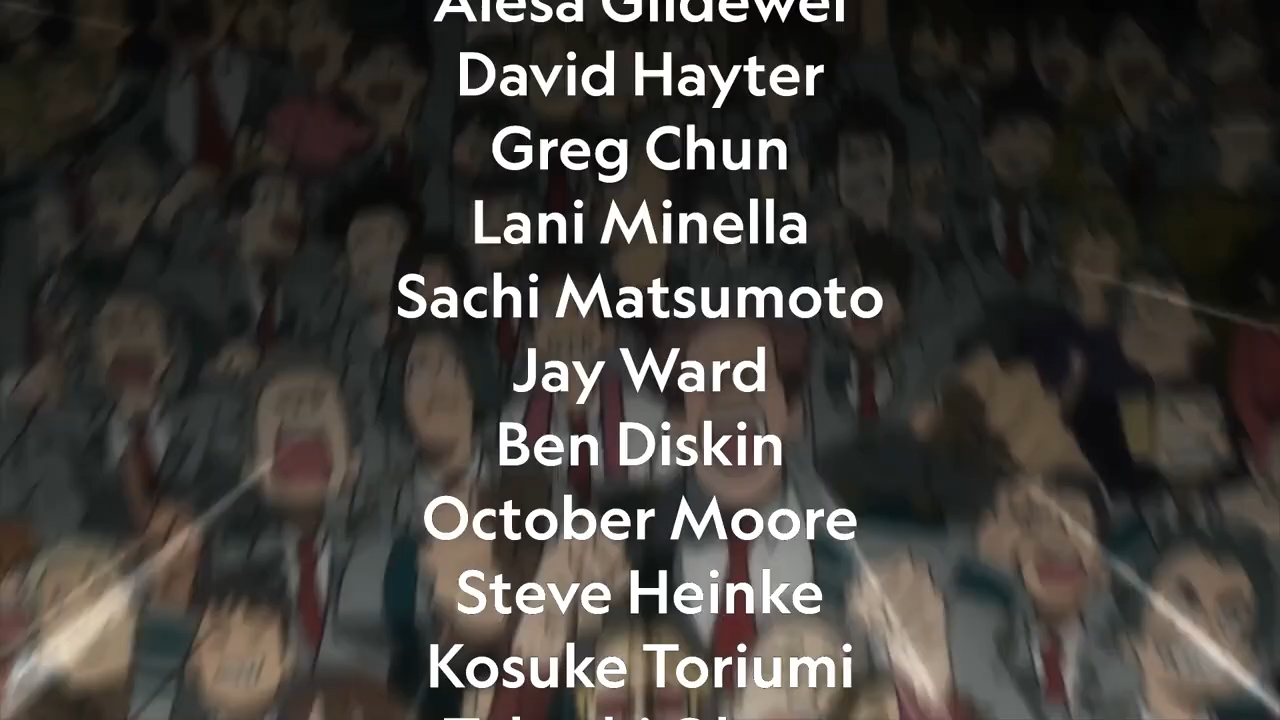 David Hayter
Greg Chun
Lani Minella
Sachi Matsumoto
Jay Ward
Ben Diskin
October Moore
Steve Heinke
Kosuke Toriumi